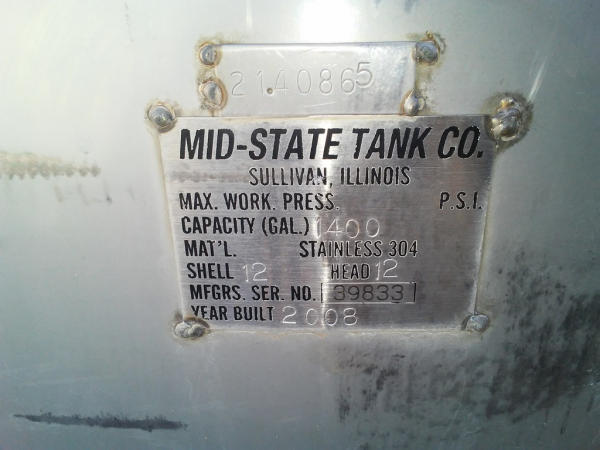 2140865
MID-STATE TANK CO.
SULLIVAN, ILLINOIS
MAX. WORK. PRESS. P.S.I.
CAPACITY (GAL.) 1400
MAT'L. STAINLESS 304
SHELL 12 HEAD 12
MFGRS. SER. NO. 39833
YEAR BUILT 2008